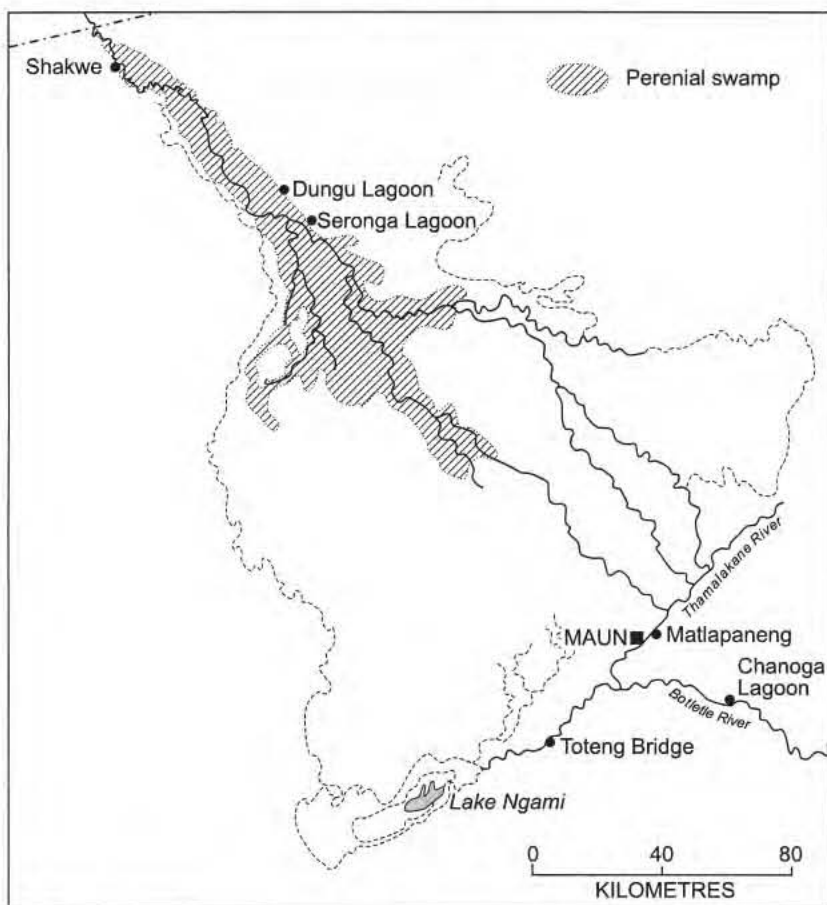 Shakwe
Perenial swamp
Dungu Lagoon
Seronga Lagoon
Thamalakane River
MAUN
Matlapaneng
Chanoga
Lagoon
Botletle River
Toteng Bridge
Lake Ngami
0 40 80
KILOMETRES